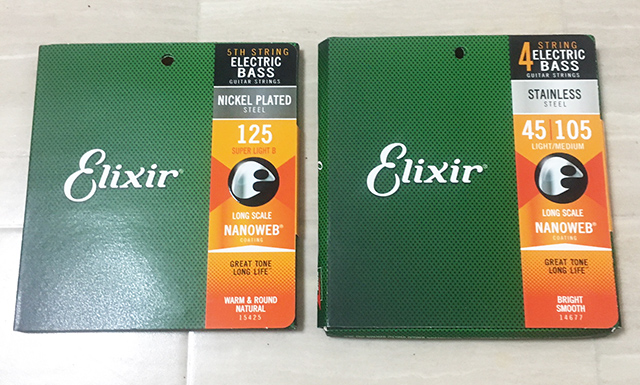 5TH STRING
ELECTRIC
BASS
GUITAR STRINGS
NICKEL PLATED
STEEL
125
SUPER LIGHT B
Elixir®
LONG SCALE
NANOWEB®
COATING
GREAT TONE
LONG LIFE™
WARM & ROUND
NATURAL
15425
4 STRING
ELECTRIC
BASS
GUITAR STRINGS
STAINLESS
STEEL
45|105
LIGHT/MEDIUM
Elixir®
LONG SCALE
NANOWEB®
COATING
GREAT TONE
LONG LIFE™
BRIGHT
SMOOTH
14677